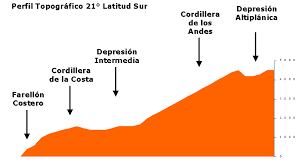 Perfil Topográfico 21° Latitud Sur
Farellón
Costero
Cordillera
de la Costa
Depresión
Intermedia
Cordillera
de los
Andes
Depresión
Altiplánica